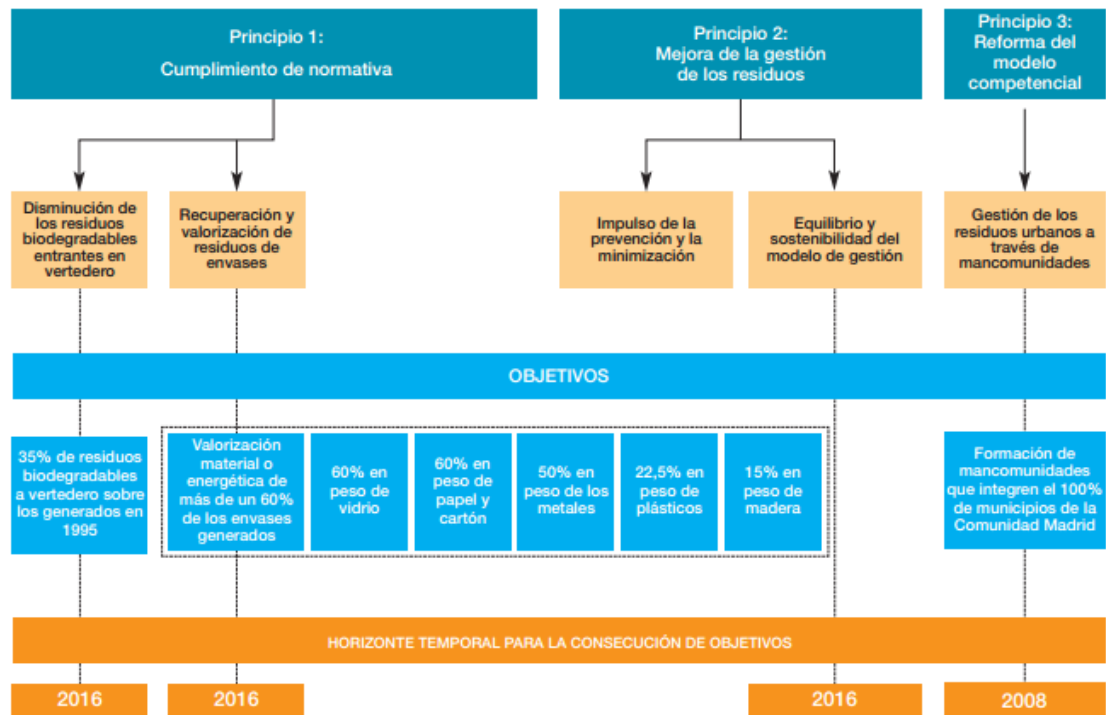 Principio 1:
Cumplimiento de normativa
Principio 2:
Mejora de la gestión
de los residuos
Principio 3:
Reforma del
modelo
competencial
Disminución de
los residuos
biodegradables
entrantes en
vertedero
Recuperación y
valorización de
residuos de
envases
Impulso de la
prevención y la
minimización
Equilibrio y
sostenibilidad del
modelo de gestión
Gestión de los
residuos urbanos a
través de
mancomunidades
OBJETIVOS
35% de residuos
biodegradables
a vertedero sobre
los generados en
1995
Valorización
material o
energética de
más de un 60%
de los envases
generados
60% en
peso de
vidrio
60% en
peso de
papel y
cartón
50% en
peso de los
metales
22,5% en
peso de
plásticos
15% en
peso de
madera
Formación de
mancomunidades
que integren el 100%
de municipios de la
Comunidad Madrid
HORIZONTE TEMPORAL PARA LA CONSECUCIÓN DE OBJETIVOS
2016
2016
2016
2008